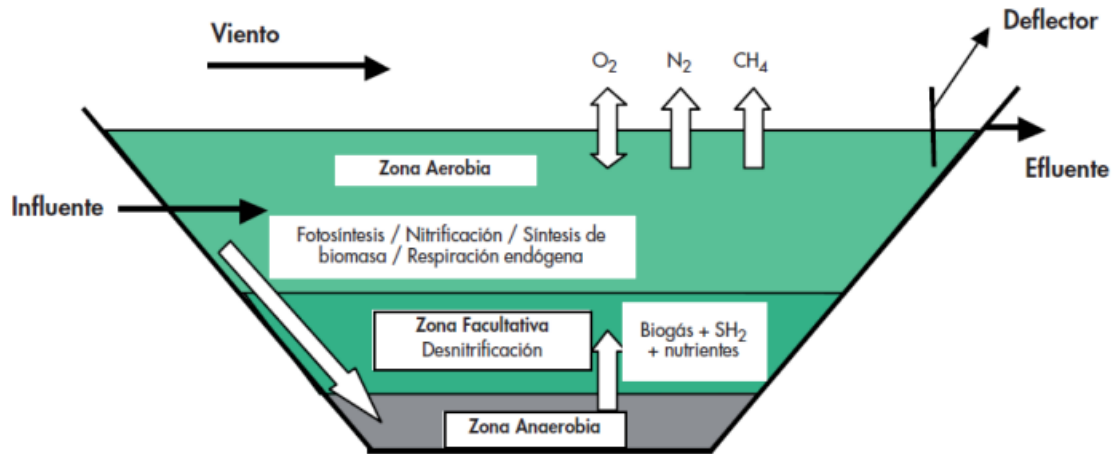 Viento
Deflector
O2
N2
CH4
Zona Aerobia
Efluente
Influente
Fotosíntesis / Nitrificación / Síntesis de
biomasa / Respiración endógena
Zona Facultativa
Desnitrificación
Biogás + SH2
+ nutrientes
Zona Anaerobia